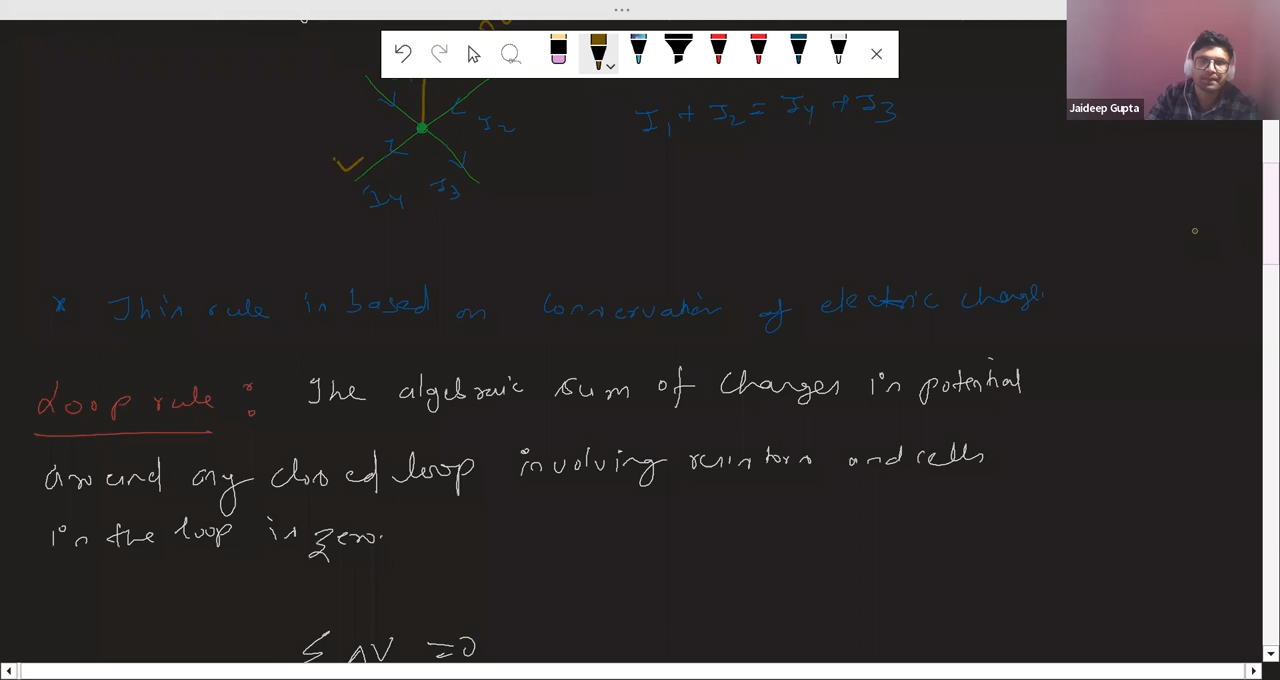 Jaideep Gupta
I1 + I2 = I4 + I3
I2
I4 I3
* This rule is based on conservation of electric charge.
Loop rule : The algebraic sum of changes in potential
around any closed loop involving resistors and cells
in the loop is zero.
Σ ΔV = 0